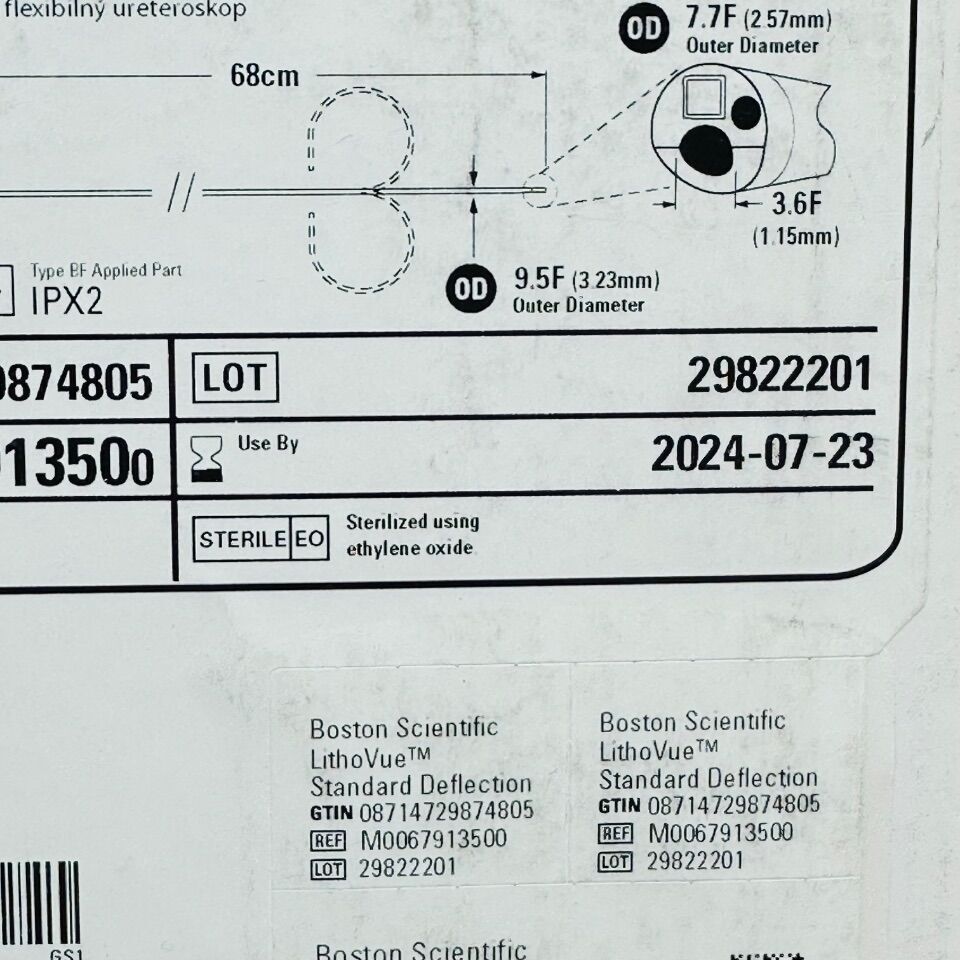 flexibilný ureteroskop
OD 7.7F (2.57mm)
Outer Diameter
68cm
3.6F
(1.15mm)
OD 9.5F (3.23mm)
Outer Diameter
Type BF Applied Part
IPX2
874805
LOT 29822201
13500
Use By 2024-07-23
STERILE EO Sterilized using
ethylene oxide
Boston Scientific
LithoVue™
Standard Deflection
GTIN 08714729874805
REF M0067913500
LOT 29822201
Boston Scientific
LithoVue™
Standard Deflection
GTIN 08714729874805
REF M0067913500
LOT 29822201
GS1
Boston Scientific